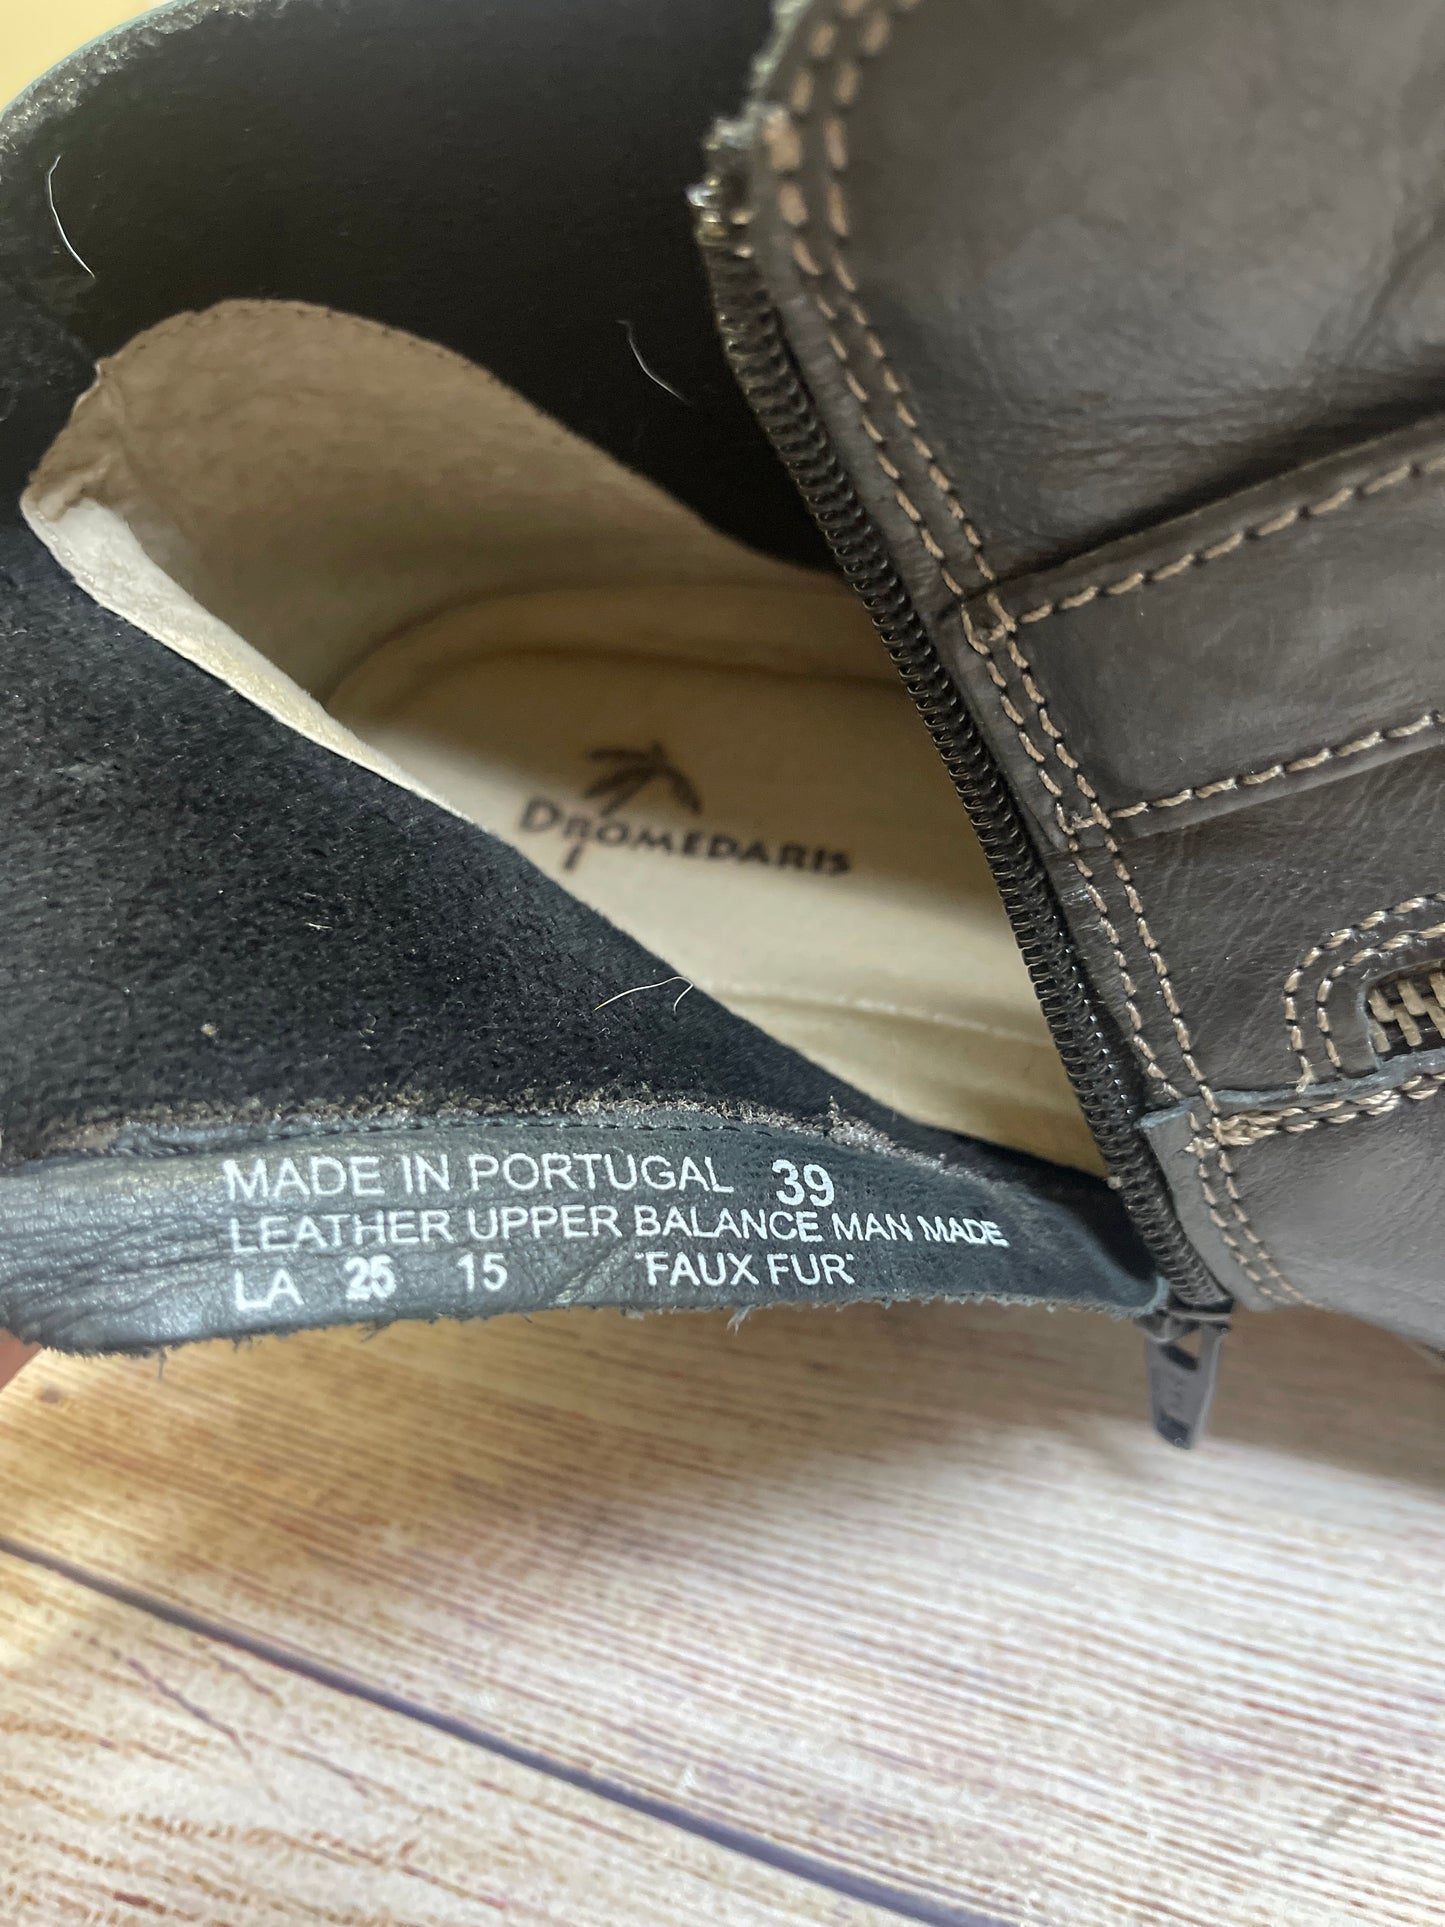 DROMEDARIS
MADE IN PORTUGAL 39
LEATHER UPPER BALANCE MAN MADE
LA 25 15 "FAUX FUR"